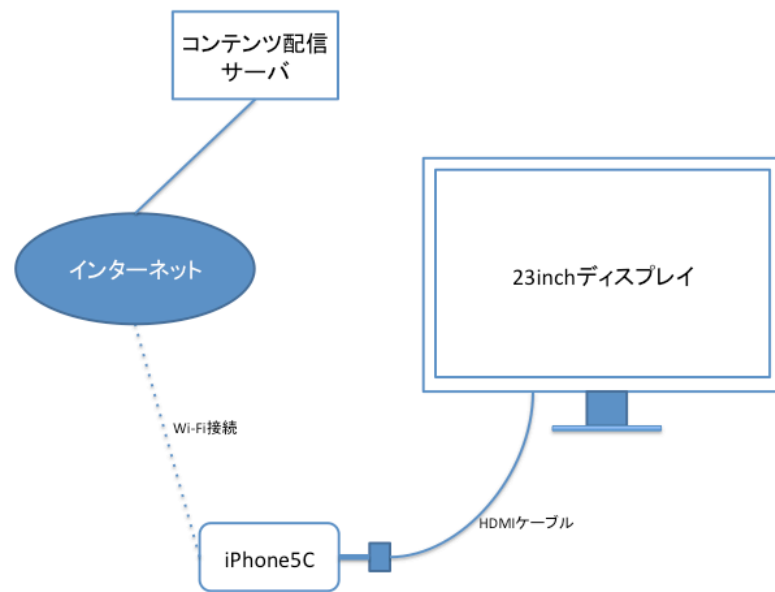 コンテンツ配信
サーバ
インターネット
23inchディスプレイ
Wi-Fi接続
HDMIケーブル
iPhone5C